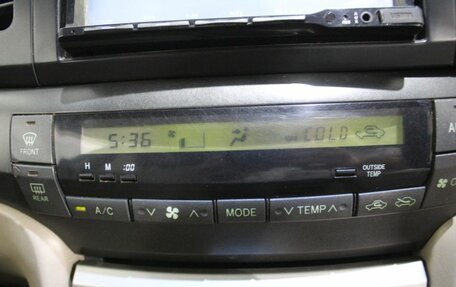 FRONT
5:36
COLD
H M :00
OUTSIDE
TEMP
REAR
A/C
MODE
∨ TEMP ∧